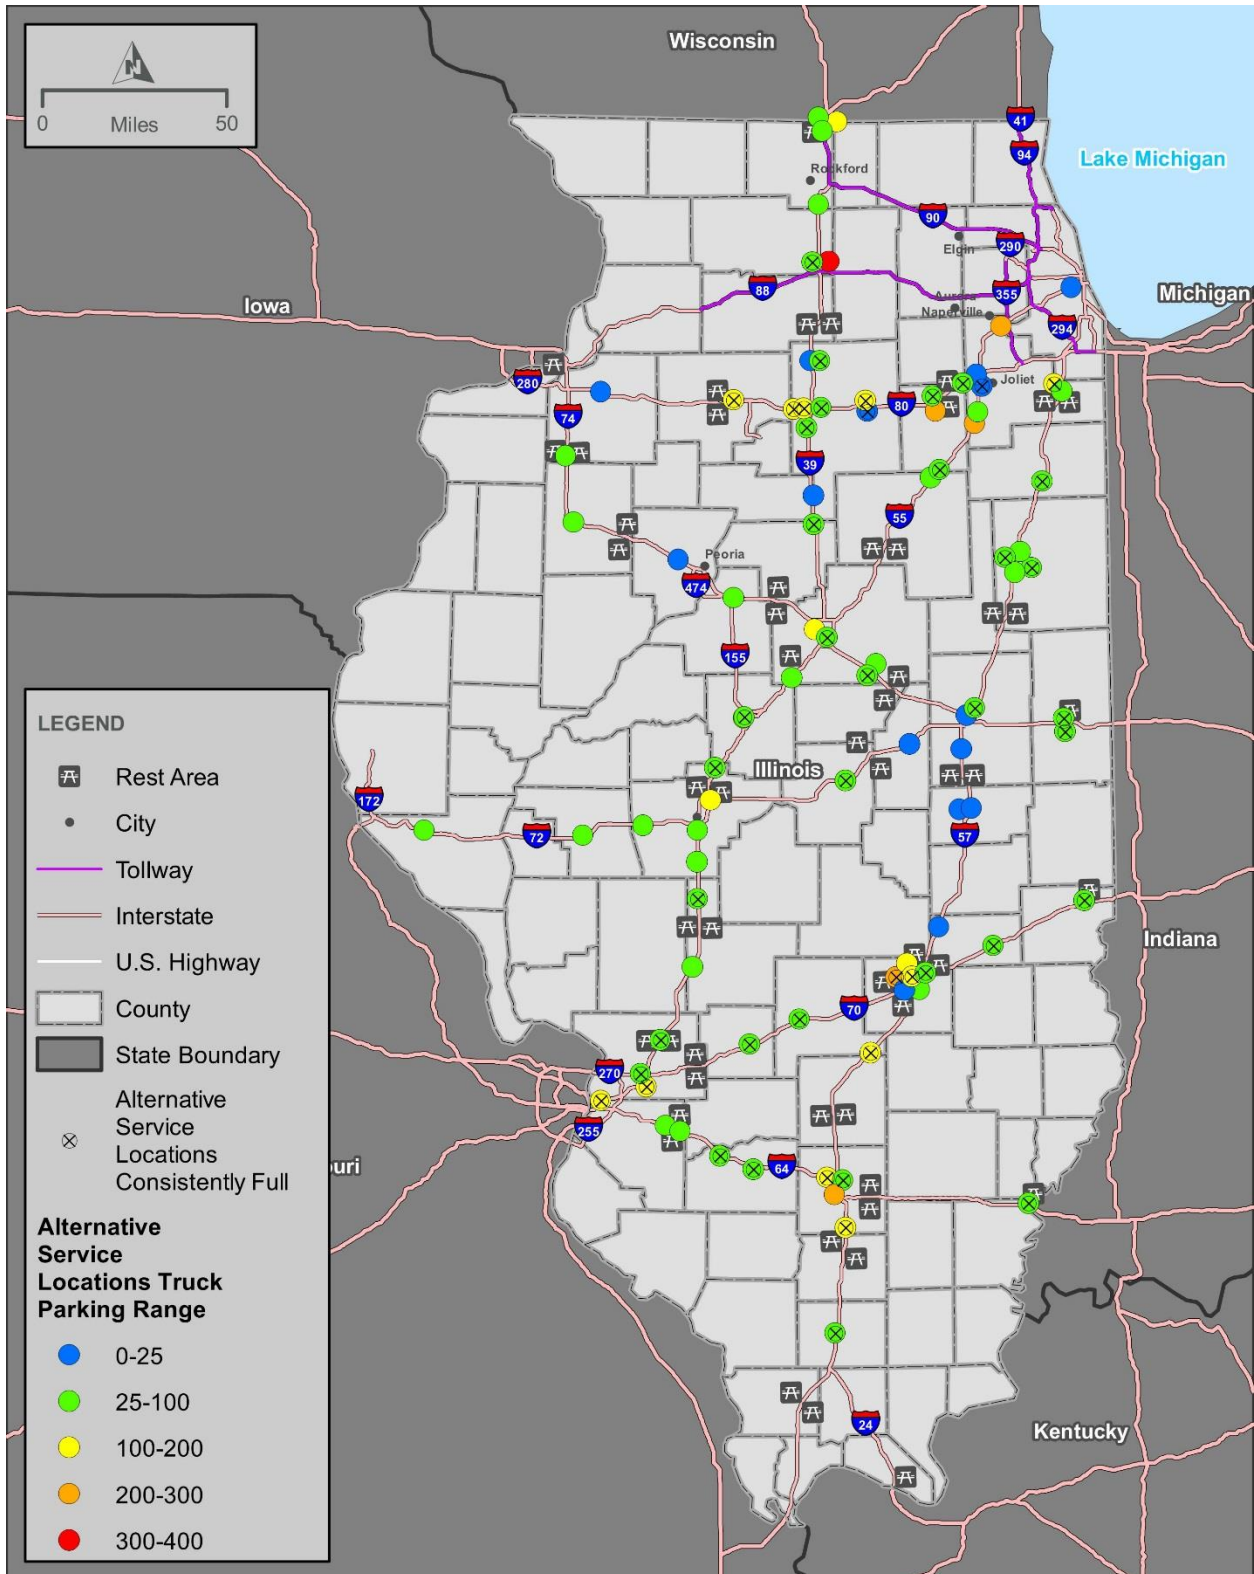 Wisconsin
N
0 Miles 50
41
94
Lake Michigan
Rockford
90
Elgin
290
88
355
Iowa
Michigan
Aurora
Naperville
294
280
Joliet
74
80
39
55
Peoria
474
155
Illinois
172
72
57
Indiana
70
270
255
64
ouri
24
Kentucky
LEGEND
Rest Area
City
Tollway
Interstate
U.S. Highway
County
State Boundary
Alternative
Service
Locations
Consistently Full
Alternative
Service
Locations Truck
Parking Range
0-25
25-100
100-200
200-300
300-400